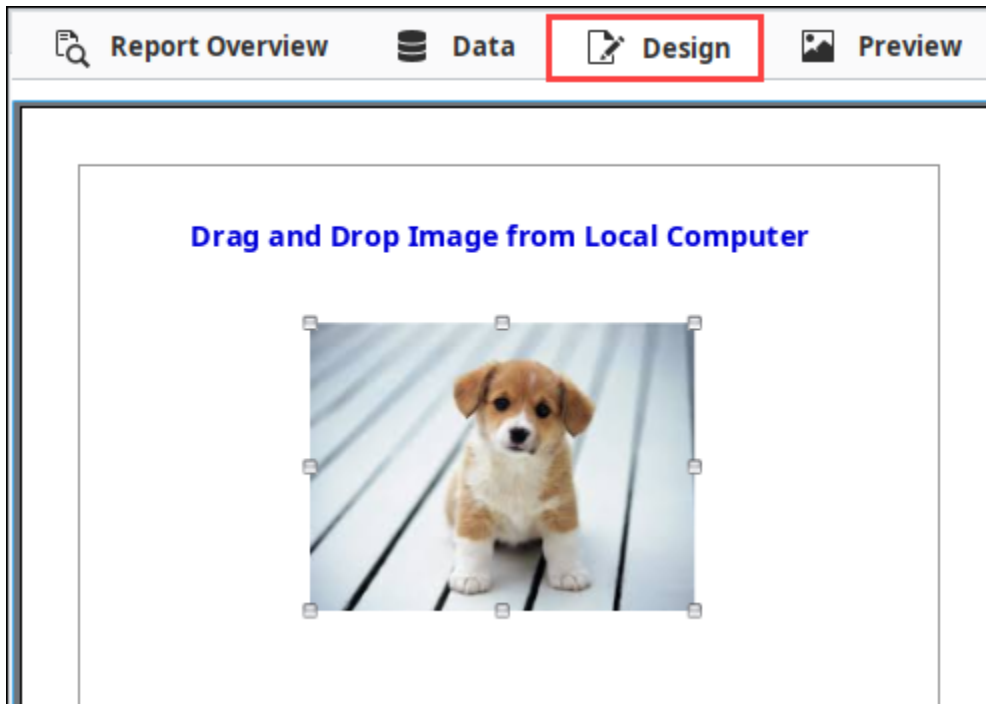 Report Overview Data Design Preview
Drag and Drop Image from Local Computer